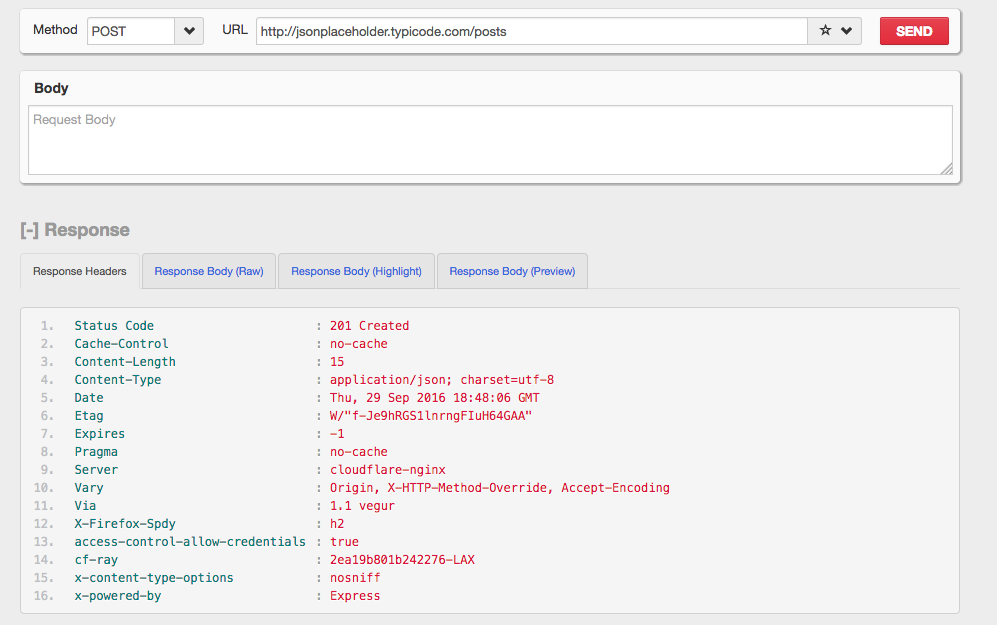 Method POST URL http://jsonplaceholder.typicode.com/posts SEND
Body
Request Body
[-] Response
Response Headers Response Body (Raw) Response Body (Highlight) Response Body (Preview)
1. Status Code : 201 Created
2. Cache-Control : no-cache
3. Content-Length : 15
4. Content-Type : application/json; charset=utf-8
5. Date : Thu, 29 Sep 2016 18:48:06 GMT
6. Etag : W/"f-Je9hRGS1lnrngFIuH64GAA"
7. Expires : -1
8. Pragma : no-cache
9. Server : cloudflare-nginx
10. Vary : Origin, X-HTTP-Method-Override, Accept-Encoding
11. Via : 1.1 vegur
12. X-Firefox-Spdy : h2
13. access-control-allow-credentials : true
14. cf-ray : 2ea19b801b242276-LAX
15. x-content-type-options : nosniff
16. x-powered-by : Express